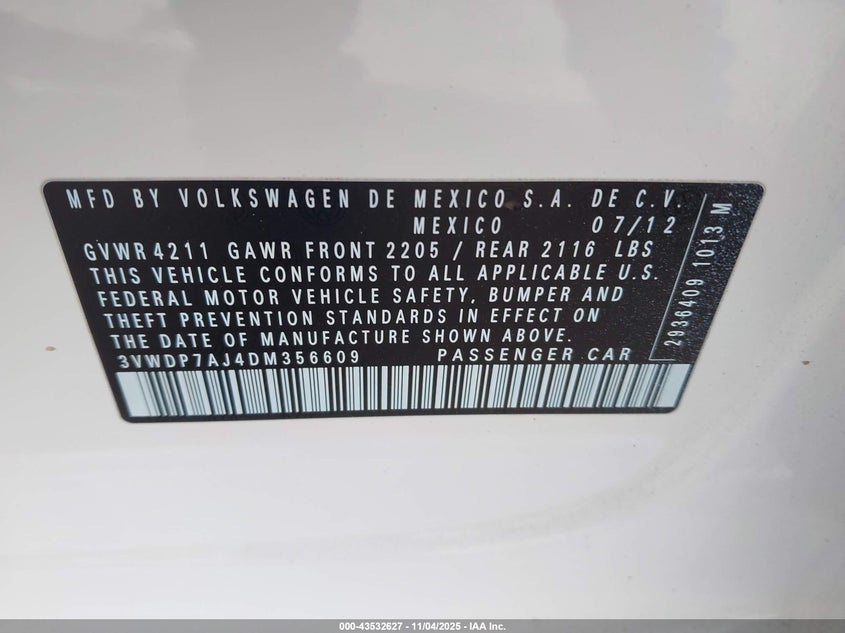 MFD BY VOLKSWAGEN DE MEXICO S.A. DE C.V.
MEXICO 07/12
GVWR 4211 GAWR FRONT 2205 / REAR 2116 LBS
THIS VEHICLE CONFORMS TO ALL APPLICABLE U.S.
FEDERAL MOTOR VEHICLE SAFETY, BUMPER AND
THEFT PREVENTION STANDARDS IN EFFECT ON
THE DATE OF MANUFACTURE SHOWN ABOVE.
3VWDP7AJ4DM356609 PASSENGER CAR
2936409 1013 M
000-43532627 - 11/04/2025 - IAA Inc.